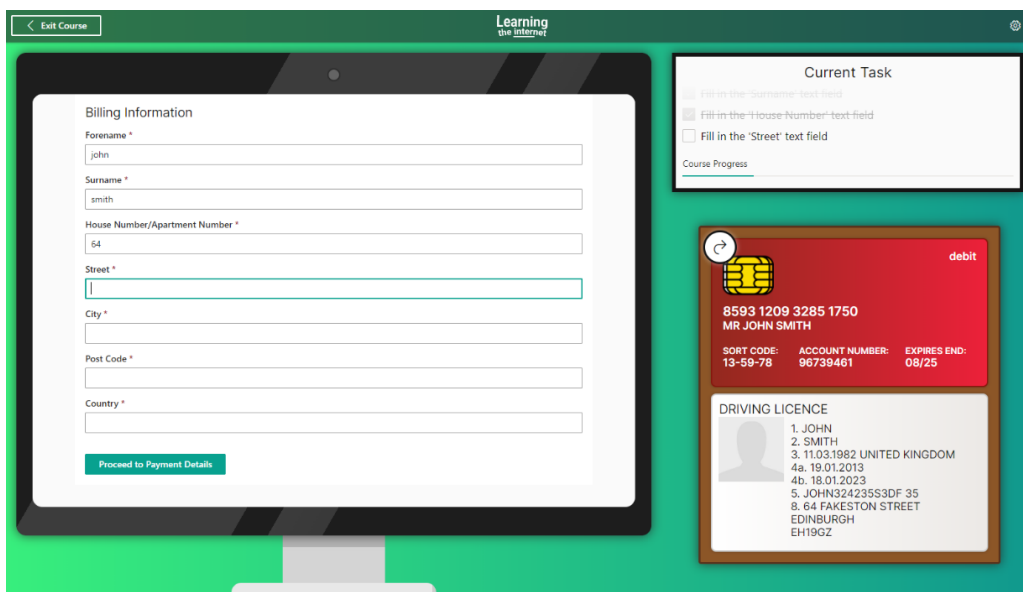 Exit Course
Learning
the internet
Billing Information
Forename *
john
Surname *
smith
House Number/Apartment Number *
64
Street *
City *
Post Code *
Country *
Proceed to Payment Details
Current Task
Fill in the 'Surname' text field
Fill in the 'House Number' text field
Fill in the 'Street' text field
Course Progress
debit
8593 1209 3285 1750
MR JOHN SMITH
SORT CODE: ACCOUNT NUMBER: EXPIRES END:
13-59-78 96739461 08/25
DRIVING LICENCE
1. JOHN
2. SMITH
3. 11.03.1982 UNITED KINGDOM
4a. 19.01.2013
4b. 18.01.2023
5. JOHN324235S3DF 35
8. 64 FAKESTON STREET
EDINBURGH
EH19GZ